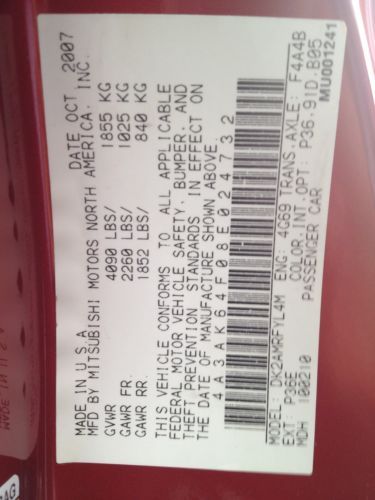 MADE IN U.S.A. DATE OCT 2007
MFD BY MITSUBISHI MOTORS NORTH AMERICA, INC.
GVWR 4090 LBS/ 1855 KG
GAWR FR. 2260 LBS/ 1025 KG
GAWR RR. 1852 LBS/ 840 KG
THIS VEHICLE CONFORMS TO ALL APPLICABLE
FEDERAL MOTOR VEHICLE SAFETY, BUMPER, AND
THEFT PREVENTION STANDARDS IN EFFECT ON
THE DATE OF MANUFACTURE SHOWN ABOVE.
4A3AK64F08E024732
MODEL: DK2AMRFYL4M ENG: 4G69 TRANS.AXLE: F4A4B
EXT: P36E COLOR.INT.OPT: P36.91D.B05
MDH 100210 PASSENGER CAR MU001241